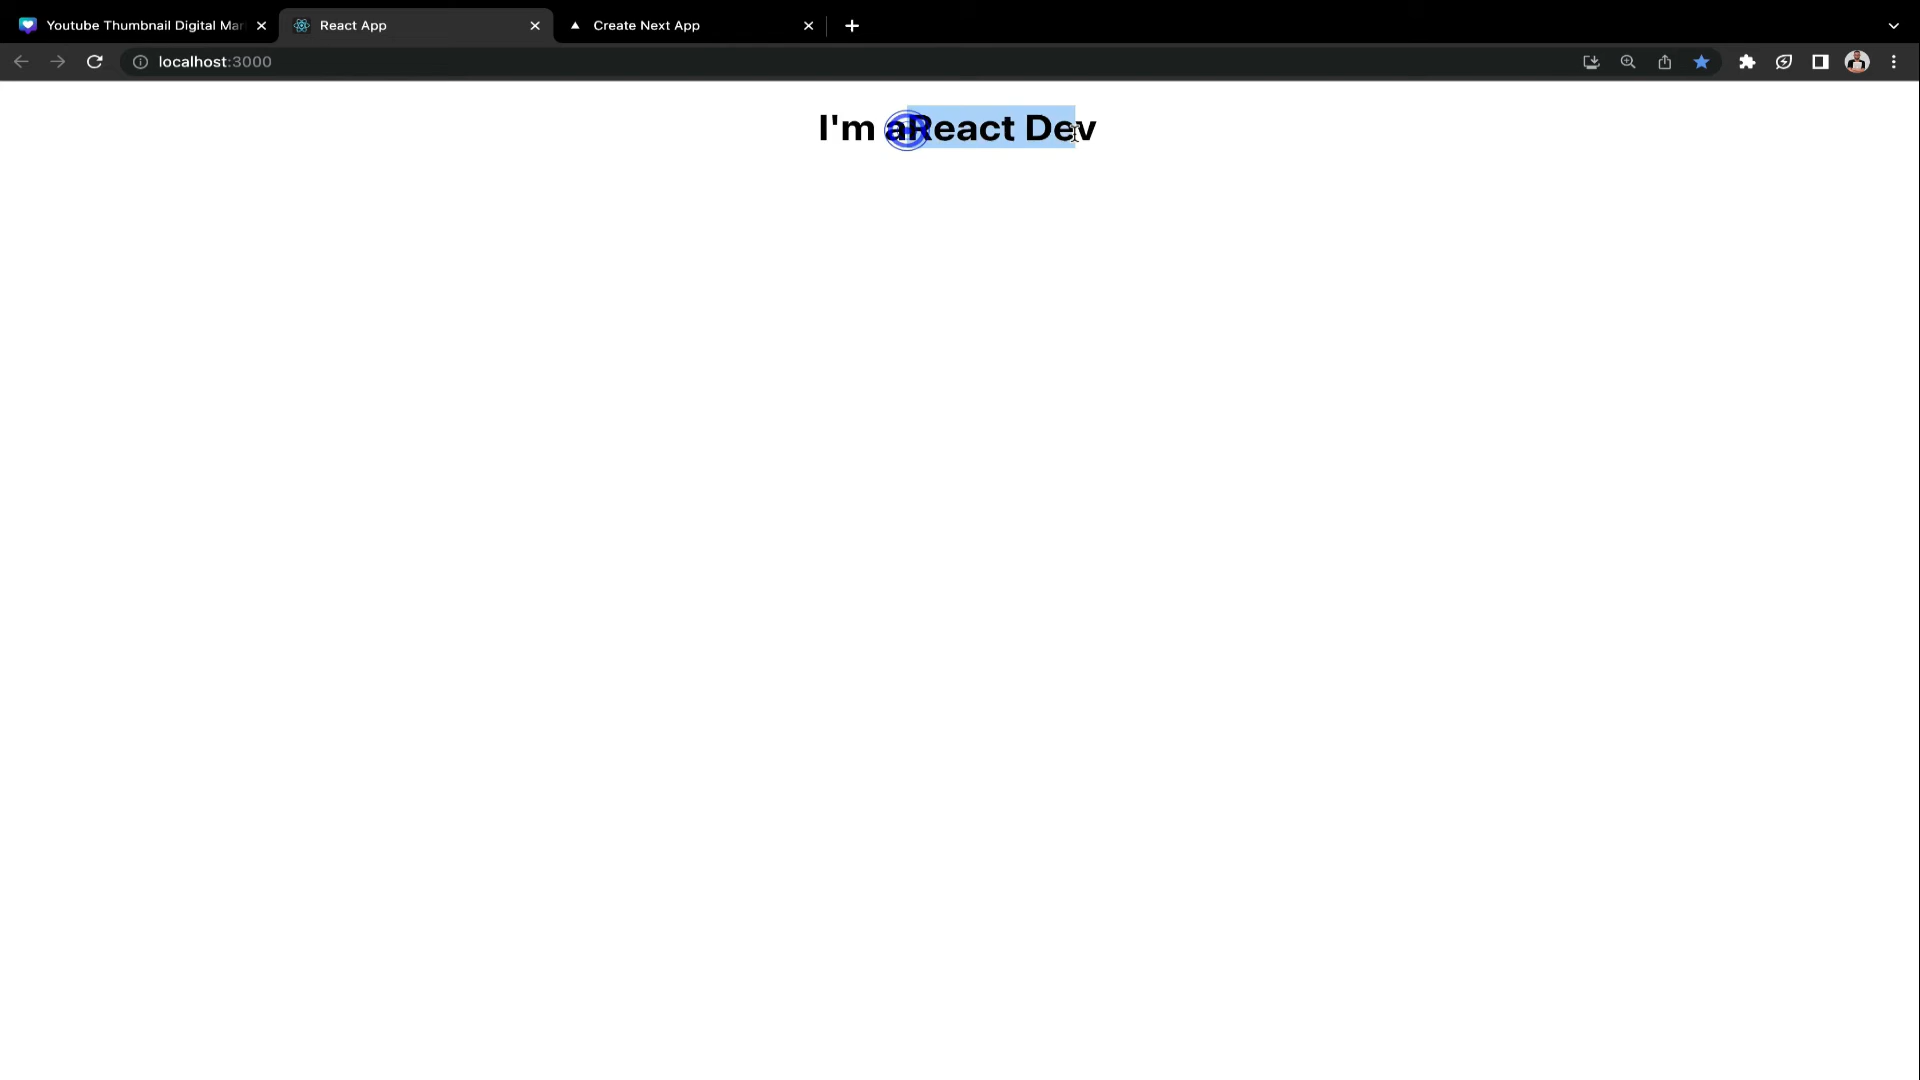 Youtube Thumbnail Digital Mar
React App
Create Next App
localhost:3000
I'm aReact Dev